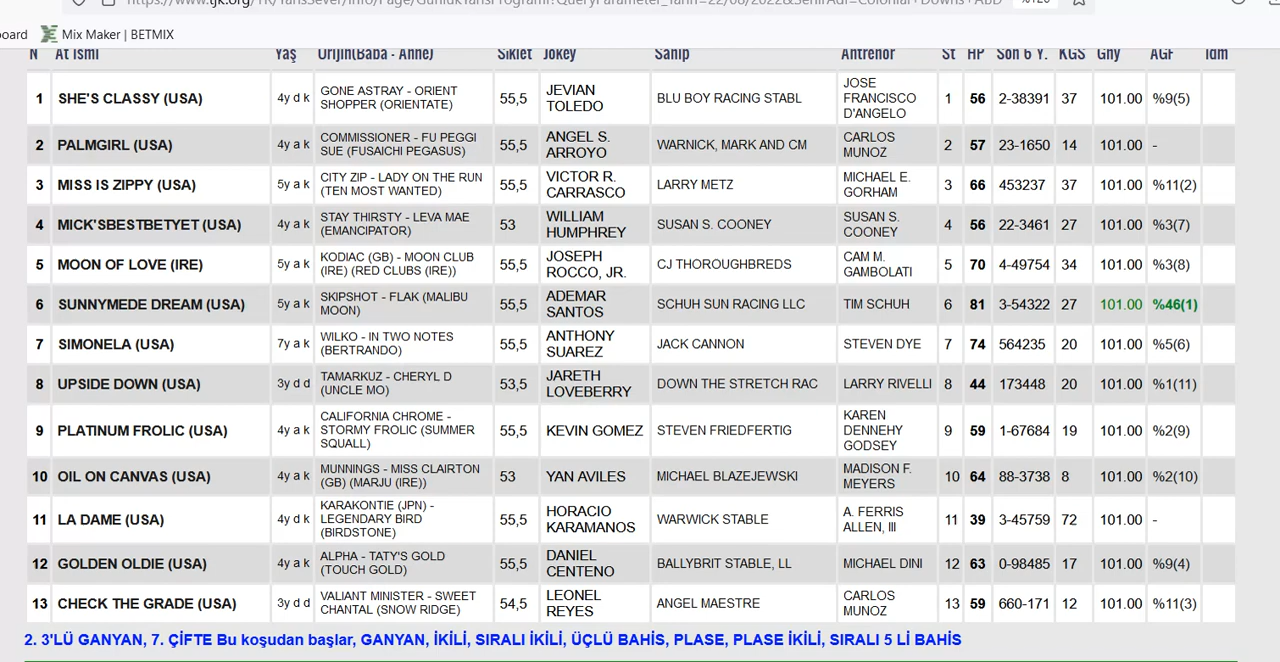 https://www.tjk.org/TR/YarisSever/Info/Page/GunlukYarisProgrami?QueryParameter_Tarih=22/08/2022&SehirAdi=Colonial+Downs+ABD %120
oard Mix Maker | BETMIX
N At İsmi Yaş Orijin(Baba - Anne) Sıklet Jokey Sahip Antrenör St HP Son 6 Y. KGS Gny AGF İdm
1 SHE'S CLASSY (USA) 4y d k GONE ASTRAY - ORIENT SHOPPER (ORIENTATE) 55,5 JEVIAN TOLEDO BLU BOY RACING STABL JOSE FRANCISCO D'ANGELO 1 56 2-38391 37 101.00 %9(5)
2 PALMGIRL (USA) 4y a k COMMISSIONER - FU PEGGI SUE (FUSAICHI PEGASUS) 55,5 ANGEL S. ARROYO WARNICK, MARK AND CM CARLOS MUNOZ 2 57 23-1650 14 101.00 -
3 MISS IS ZIPPY (USA) 5y a k CITY ZIP - LADY ON THE RUN (TEN MOST WANTED) 55,5 VICTOR R. CARRASCO LARRY METZ MICHAEL E. GORHAM 3 66 453237 37 101.00 %11(2)
4 MICK'SBESTBETYET (USA) 4y a k STAY THIRSTY - LEVA MAE (EMANCIPATOR) 53 WILLIAM HUMPHREY SUSAN S. COONEY SUSAN S. COONEY 4 56 22-3461 27 101.00 %3(7)
5 MOON OF LOVE (IRE) 5y a k KODIAC (GB) - MOON CLUB (IRE) (RED CLUBS (IRE)) 55,5 JOSEPH ROCCO, JR. CJ THOROUGHBREDS CAM M. GAMBOLATI 5 70 4-49754 34 101.00 %3(8)
6 SUNNYMEDE DREAM (USA) 5y a k SKIPSHOT - FLAK (MALIBU MOON) 55,5 ADEMAR SANTOS SCHUH SUN RACING LLC TIM SCHUH 6 81 3-54322 27 101.00 %46(1)
7 SIMONELA (USA) 7y a k WILKO - IN TWO NOTES (BERTRANDO) 55,5 ANTHONY SUAREZ JACK CANNON STEVEN DYE 7 74 564235 20 101.00 %5(6)
8 UPSIDE DOWN (USA) 3y d d TAMARKUZ - CHERYL D (UNCLE MO) 53,5 JARETH LOVEBERRY DOWN THE STRETCH RAC LARRY RIVELLI 8 44 173448 20 101.00 %1(11)
9 PLATINUM FROLIC (USA) 4y a k CALIFORNIA CHROME - STORMY FROLIC (SUMMER SQUALL) 55,5 KEVIN GOMEZ STEVEN FRIEDFERTIG KAREN DENNEHY GODSEY 9 59 1-67684 19 101.00 %2(9)
10 OIL ON CANVAS (USA) 4y a k MUNNINGS - MISS CLAIRTON (GB) (MARJU (IRE)) 53 YAN AVILES MICHAEL BLAZEJEWSKI MADISON F. MEYERS 10 64 88-3738 8 101.00 %2(10)
11 LA DAME (USA) 4y d k KARAKONTIE (JPN) - LEGENDARY BIRD (BIRDSTONE) 55,5 HORACIO KARAMANOS WARWICK STABLE A. FERRIS ALLEN, III 11 39 3-45759 72 101.00 -
12 GOLDEN OLDIE (USA) 4y a k ALPHA - TATY'S GOLD (TOUCH GOLD) 55,5 DANIEL CENTENO BALLYBRIT STABLE, LL MICHAEL DINI 12 63 0-98485 17 101.00 %9(4)
13 CHECK THE GRADE (USA) 3y d d VALIANT MINISTER - SWEET CHANTAL (SNOW RIDGE) 54,5 LEONEL REYES ANGEL MAESTRE CARLOS MUNOZ 13 59 660-171 12 101.00 %11(3)
2. 3'LÜ GANYAN, 7. ÇİFTE Bu koşudan başlar, GANYAN, İKİLİ, SIRALI İKİLİ, ÜÇLÜ BAHİS, PLASE, PLASE İKİLİ, SIRALI 5 Lİ BAHİS